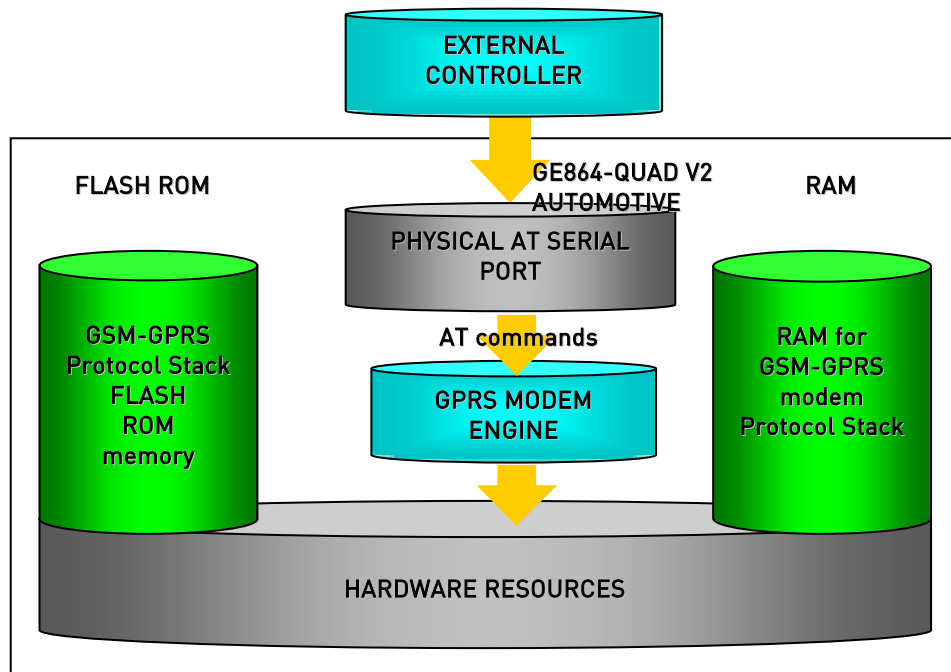 EXTERNAL
CONTROLLER
FLASH ROM
GE864-QUAD V2
AUTOMOTIVE
RAM
PHYSICAL AT SERIAL
PORT
GSM-GPRS
Protocol Stack
FLASH
ROM
memory
AT commands
GPRS MODEM
ENGINE
RAM for
GSM-GPRS
modem
Protocol Stack
HARDWARE RESOURCES